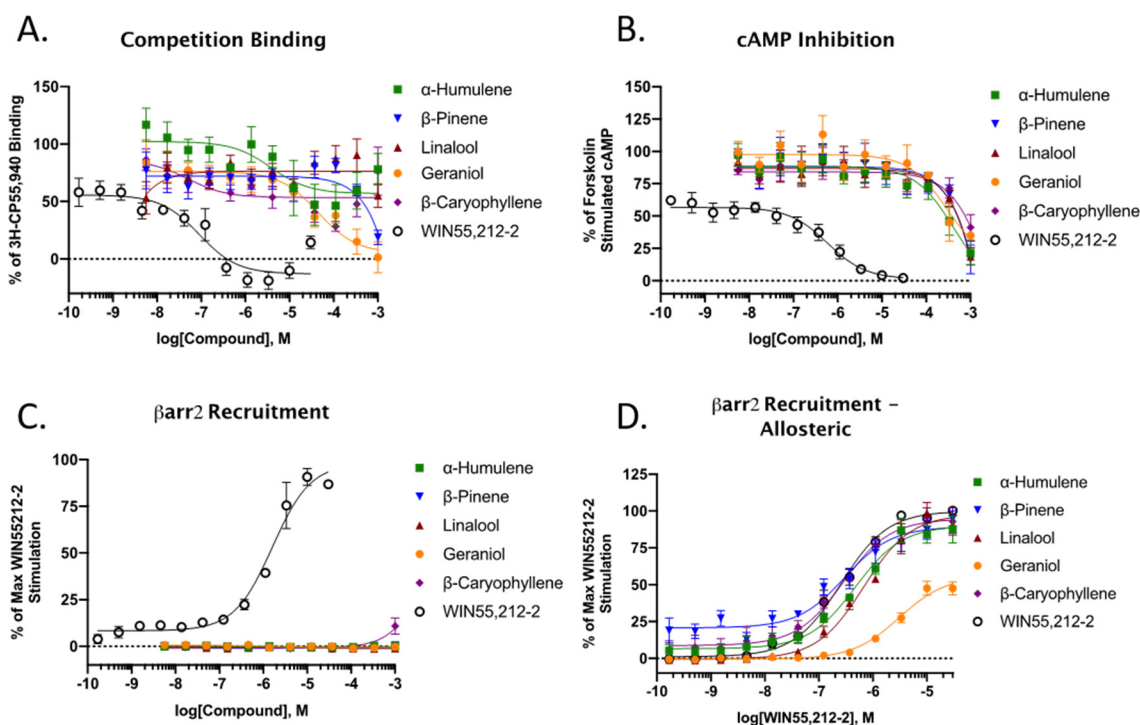 A.
Competition Binding
% of 3H-CP55,940 Binding
150
100
50
0
-10 -9 -8 -7 -6 -5 -4 -3
log[Compound], M
α-Humulene
β-Pinene
Linalool
Geraniol
β-Caryophyllene
WIN55,212-2
B.
cAMP Inhibition
% of Forskolin
Stimulated cAMP
150
125
100
75
50
25
0
-10 -9 -8 -7 -6 -5 -4 -3
log[Compound], M
α-Humulene
β-Pinene
Linalool
Geraniol
β-Caryophyllene
WIN55,212-2
C.
βarr2 Recruitment
% of Max WIN55212-2
Stimulation
100
75
50
25
0
-10 -9 -8 -7 -6 -5 -4 -3
log[Compound], M
α-Humulene
β-Pinene
Linalool
Geraniol
β-Caryophyllene
WIN55,212-2
D.
βarr2 Recruitment –
Allosteric
% of Max WIN55212-2
Stimulation
125
100
75
50
25
0
-10 -9 -8 -7 -6 -5
log[WIN55,212-2], M
α-Humulene
β-Pinene
Linalool
Geraniol
β-Caryophyllene
WIN55,212-2